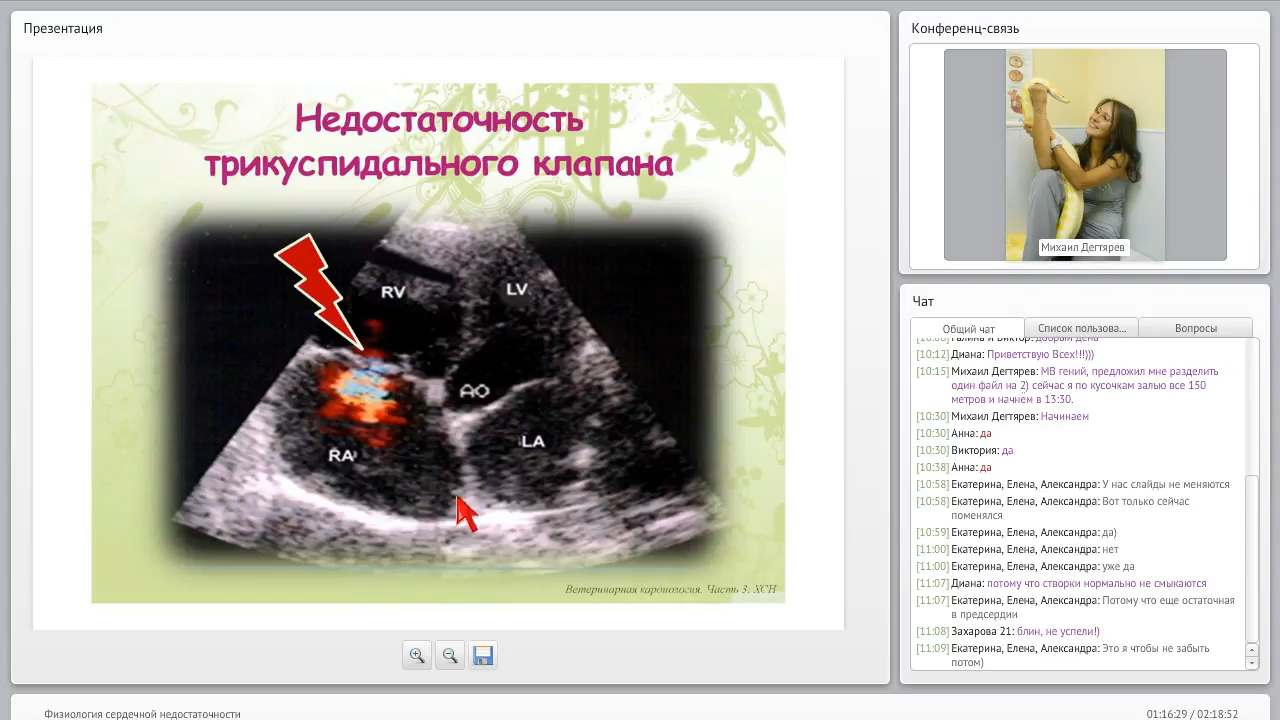 Презентация
Недостаточность
трикуспидального клапана
RV
LV
AO
LA
RA
Ветеринарная кардиология. Часть 3. ХСН
Конференц-связь
Михаил Дегтярев
Чат
Общий чат
Список пользова...
Вопросы
[10:12] Диана: Приветствую Всех!!!)))
[10:15] Михаил Дегтярев: МВ гений, предложил мне разделить
один файл на 2) сейчас я по кусочкам залью все 150
метров и начнем в 13:30.
[10:30] Михаил Дегтярев: Начинаем
[10:30] Анна: да
[10:30] Виктория: да
[10:38] Анна: да
[10:58] Екатерина, Елена, Александра: У нас слайды не меняются
[10:58] Екатерина, Елена, Александра: Вот только сейчас
поменялся
[10:59] Екатерина, Елена, Александра: да)
[11:00] Екатерина, Елена, Александра: нет
[11:00] Екатерина, Елена, Александра: уже да
[11:07] Диана: потому что створки нормально не смыкаются
[11:07] Екатерина, Елена, Александра: Потому что еще остаточная
в предсердии
[11:08] Захарова 21: блин, не успели!)
[11:09] Екатерина, Елена, Александра: Это я чтобы не забыть
потом)
Физиология сердечной недостаточности
01:16:29 / 02:18:52